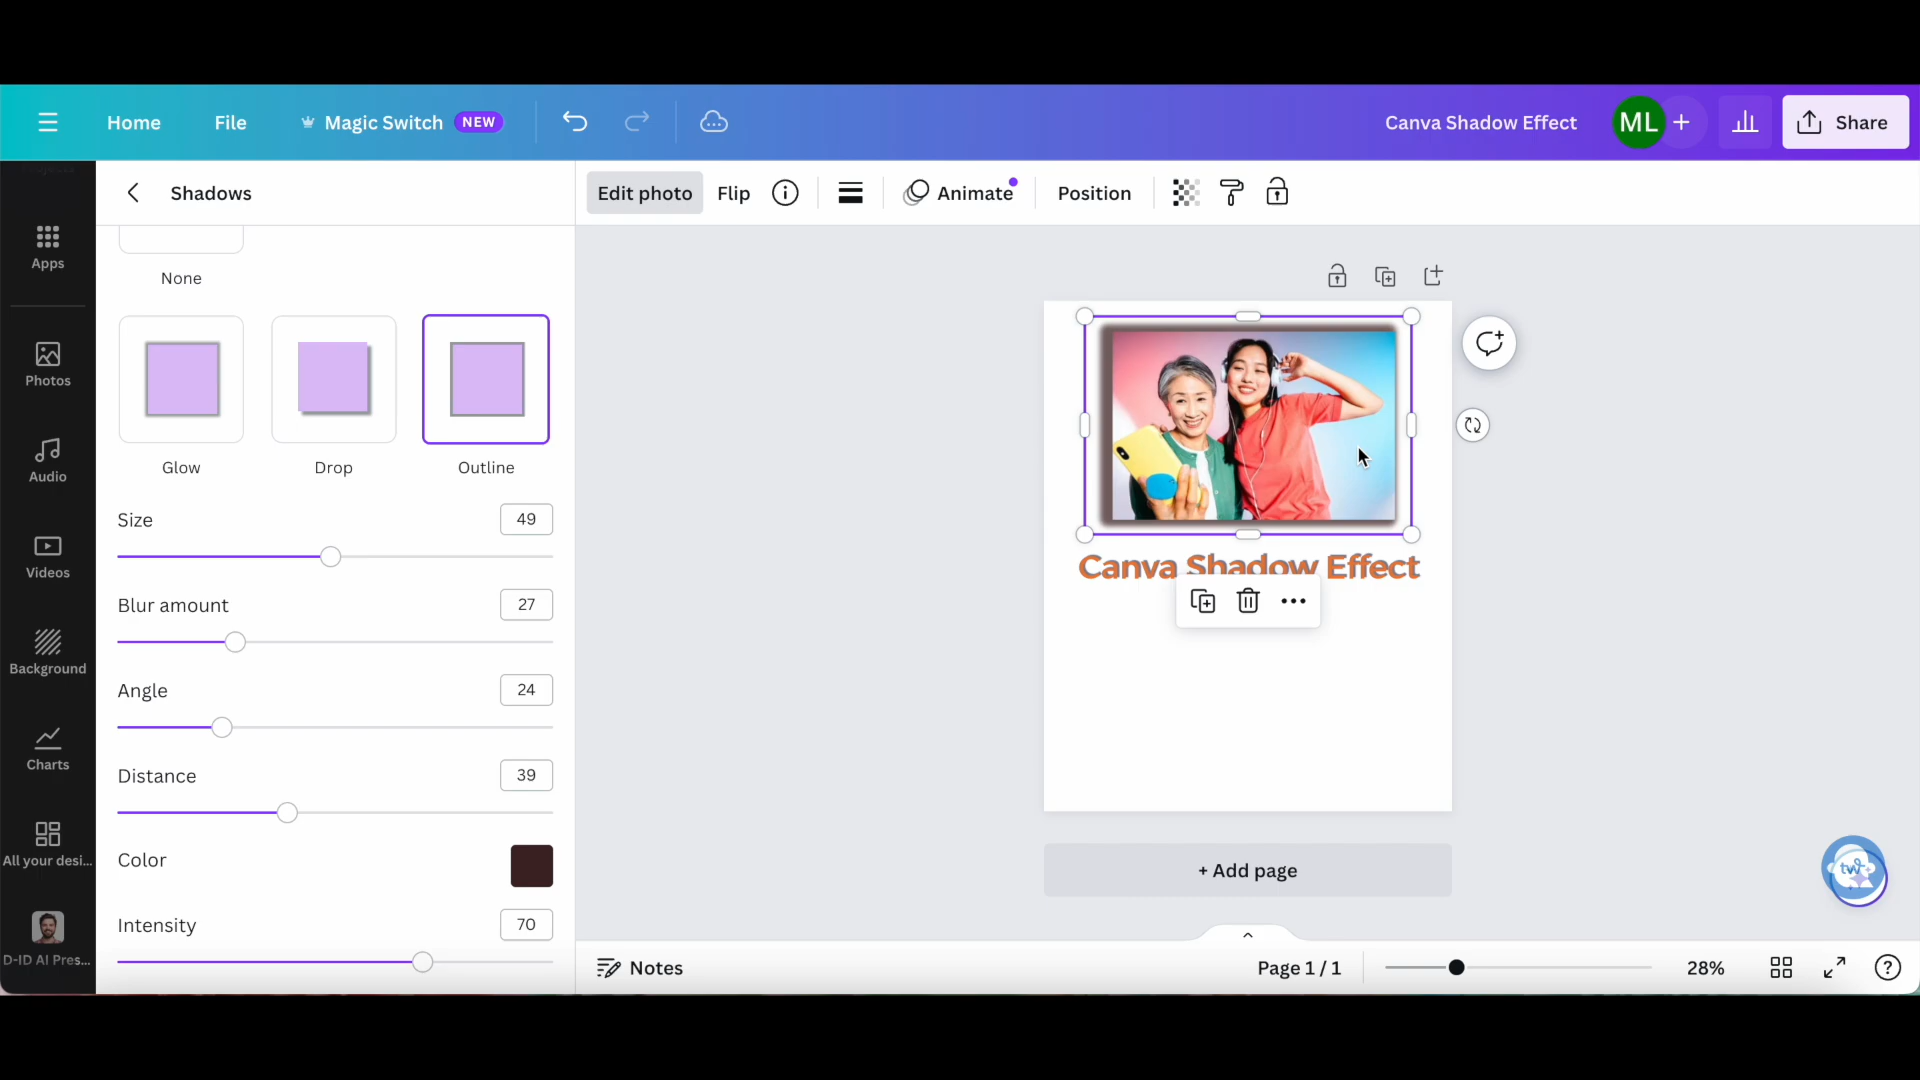 Home File Magic Switch NEW Canva Shadow Effect ML + Share
Shadows
Edit photo Flip Animate Position
Apps
None
Photos
Glow Drop Outline
Audio
Size 49
Videos
Canva Shadow Effect
Blur amount 27
Background
Angle 24
Charts
Distance 39
All your desi...
Color
+ Add page
tw
Intensity 70
D-ID AI Pres...
Notes Page 1 / 1 28%